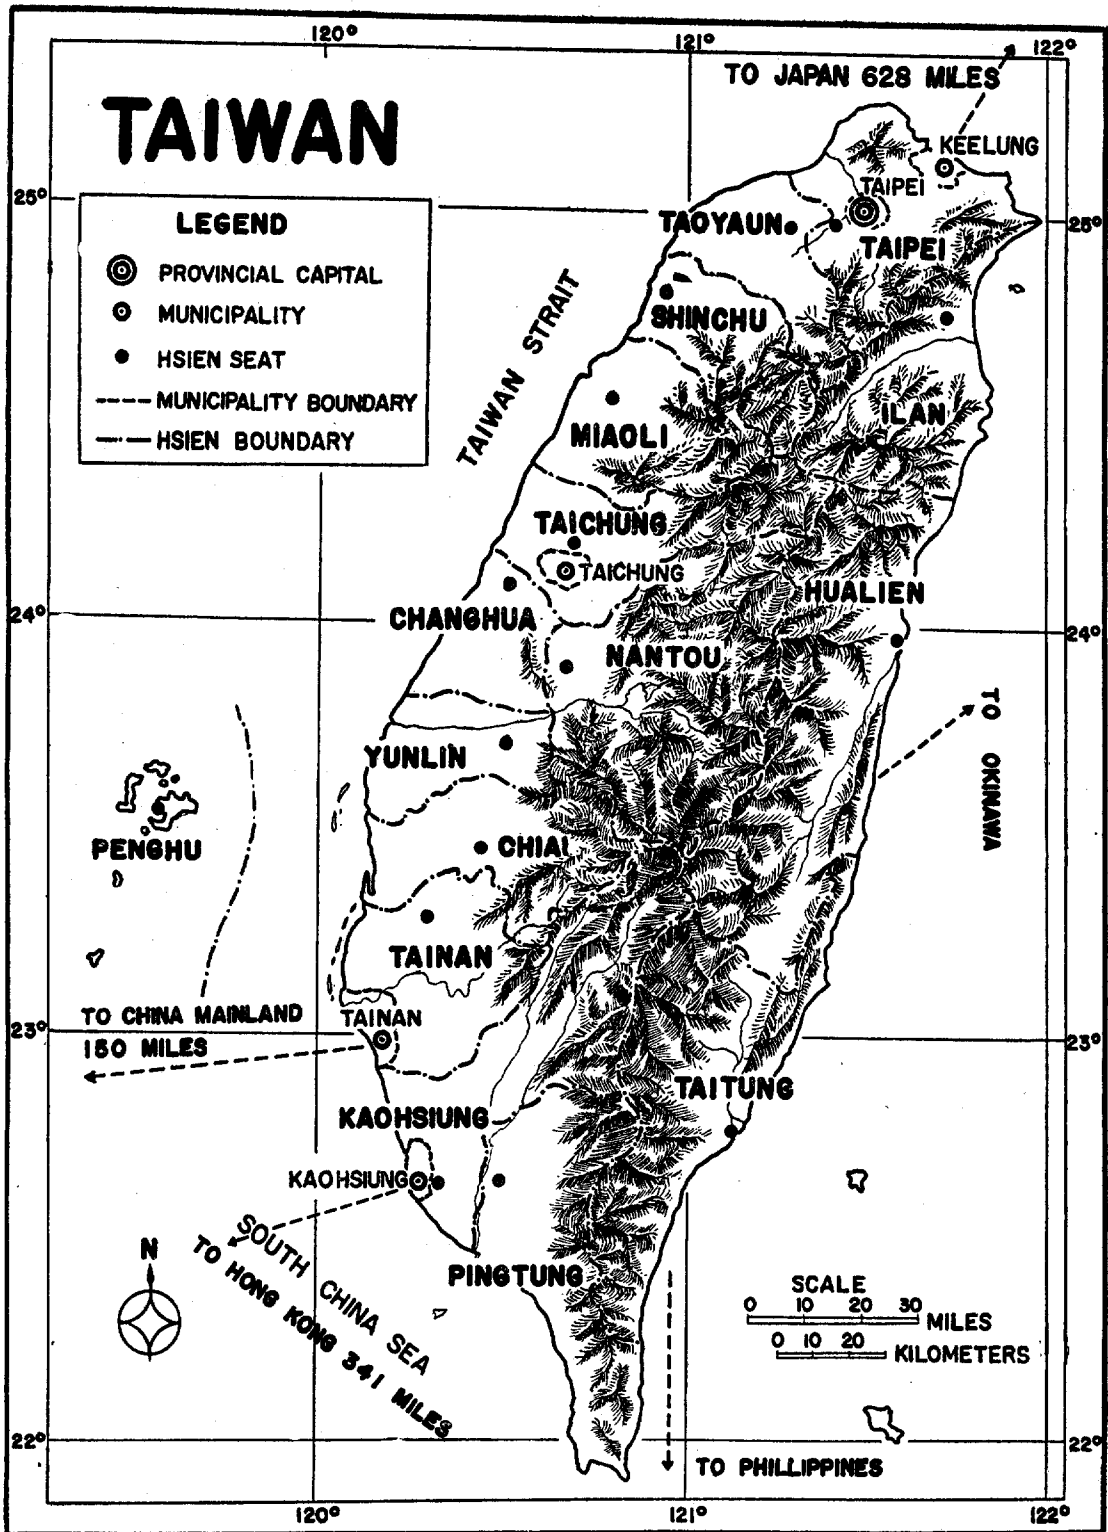 120°
121°
122°
TO JAPAN 628 MILES
TAIWAN
KEELUNG
TAIPEI
25°
25°
LEGEND
PROVINCIAL CAPITAL
MUNICIPALITY
HSIEN SEAT
MUNICIPALITY BOUNDARY
HSIEN BOUNDARY
TAOYAUN
TAIPEI
TAIWAN STRAIT
SHINCHU
ILAN
MIAOLI
TAICHUNG
TAICHUNG
HUALIEN
24°
24°
CHANGHUA
NANTOU
TO OKINAWA
YUNLIN
PENGHU
CHIAI
TAINAN
TO CHINA MAINLAND
150 MILES
TAINAN
23°
23°
TAITUNG
KAOHSIUNG
KAOHSIUNG
SOUTH CHINA SEA
TO HONG KONG 341 MILES
N
PINGTUNG
SCALE
0 10 20 30
MILES
0 10 20
KILOMETERS
22°
22°
TO PHILLIPPINES
120°
121°
122°